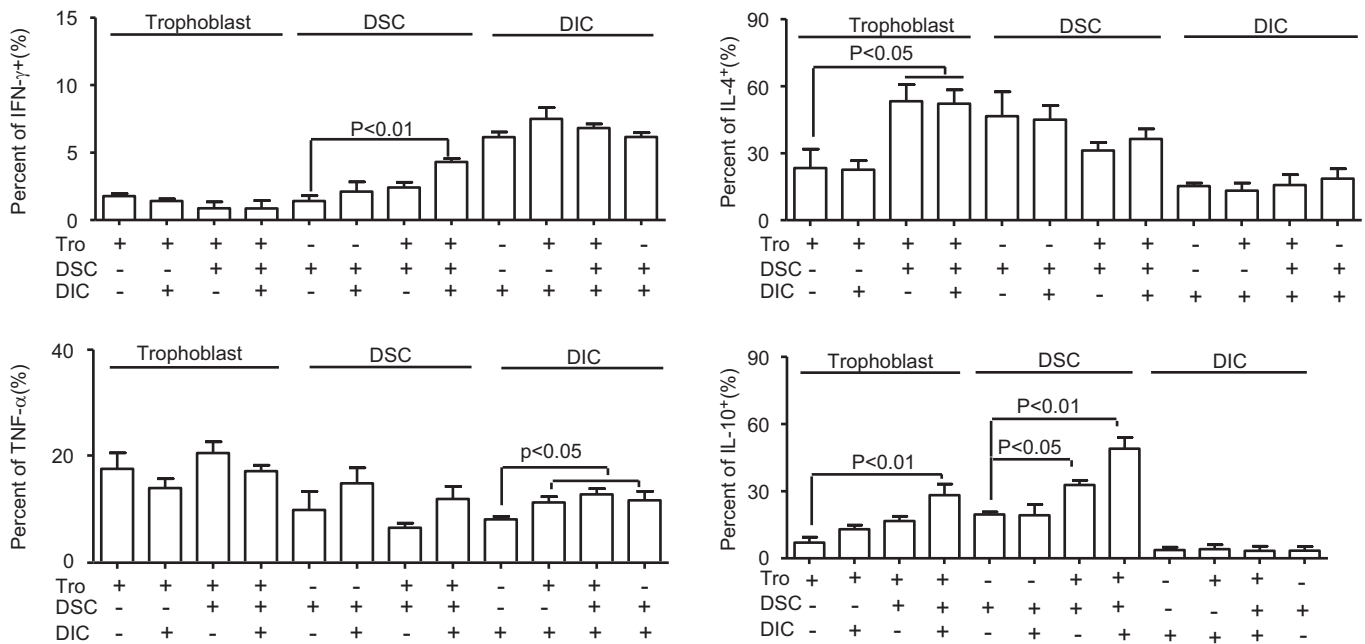 Percent of IFN-γ+(%)
15
10
5
0
Trophoblast DSC DIC
P<0.01
Tro + + + + - - + + - + + -
DSC - - + + + + + + - - + +
DIC - + - + - + - + + + + +
Percent of IL-4+(%)
90
60
30
0
Trophoblast DSC DIC
P<0.05
Tro + + + + - - + + - + + -
DSC - - + + + + + + - - + +
DIC - + - + - + - + + + + +
Percent of TNF-α(%)
40
20
0
Trophoblast DSC DIC
p<0.05
Tro + + + + - - + + - + + -
DSC - - + + + + + + - - + +
DIC - + - + - + - + + + + +
Percent of IL-10+(%)
90
60
30
0
Trophoblast DSC DIC
P<0.01
P<0.01
P<0.05
Tro + + + + - - + + - + + -
DSC - - + + + + + + - - + +
DIC - + - + - + - + + + + -